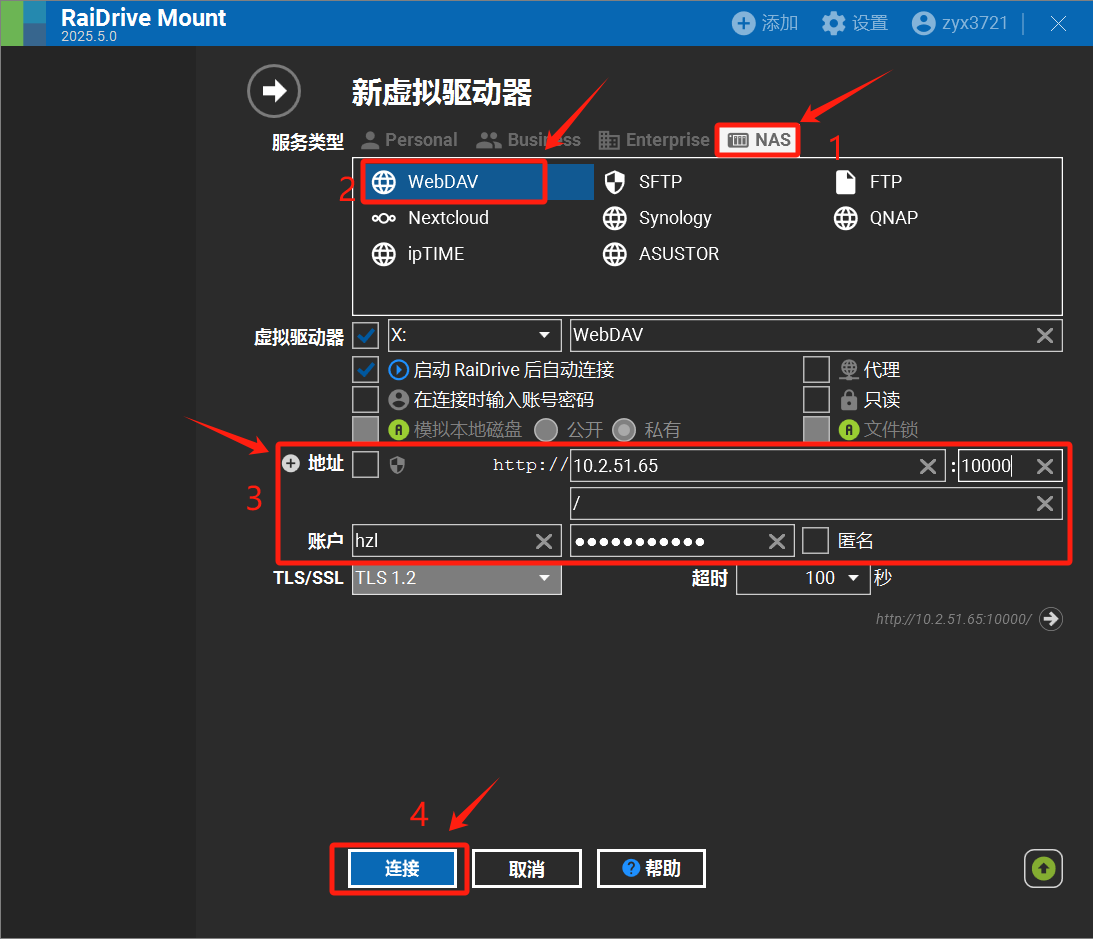 RaiDrive Mount
2025.5.0
添加 设置 zyx3721
新虚拟驱动器
服务类型 Personal Business Enterprise NAS
1
2 WebDAV SFTP FTP
Nextcloud Synology QNAP
ipTIME ASUSTOR
虚拟驱动器 X: WebDAV
启动 RaiDrive 后自动连接 代理
在连接时输入账号密码 只读
A 模拟本地磁盘 公开 私有 A 文件锁
地址 http:// 10.2.51.65 : 10000
3 /
账户 hzl ●●●●●●●●●●● 匿名
TLS/SSL TLS 1.2 超时 100 秒
http://10.2.51.65:10000/
4
连接 取消 ? 帮助